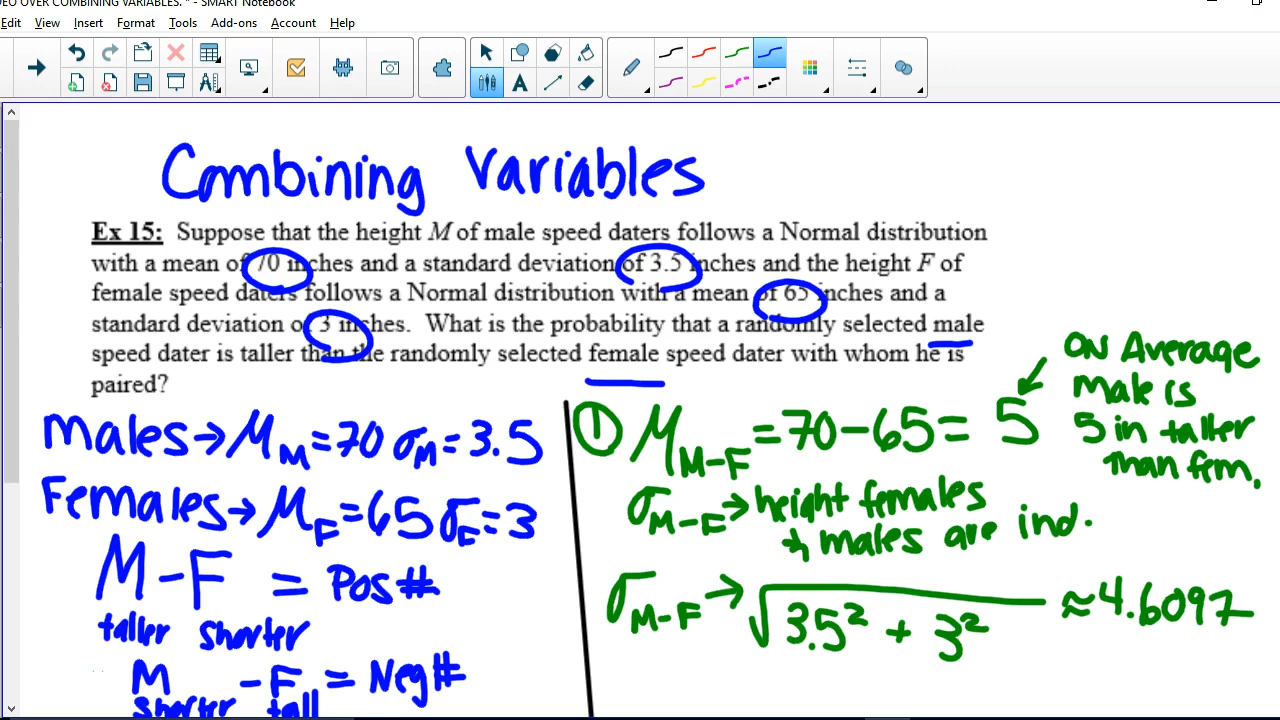 DEO OVER COMBINING VARIABLES. * - SMART Notebook
Edit View Insert Format Tools Add-ons Account Help
Combining Variables
Ex 15: Suppose that the height M of male speed daters follows a Normal distribution
with a mean of 70 inches and a standard deviation of 3.5 inches and the height F of
female speed daters follows a Normal distribution with a mean of 65 inches and a
standard deviation of 3 inches. What is the probability that a randomly selected male
speed dater is taller than the randomly selected female speed dater with whom he is
paired?
Males → μM = 70 σM = 3.5
Females → μF = 65 σF = 3
M - F = Pos #
taller shorter
M - F = Neg #
shorter tall
① μM-F = 70 - 65 = 5
ON Average
male is
5 in taller
than fem.
σM-F → height females
+ males are ind.
σM-F → √3.5² + 3² ≈ 4.6097